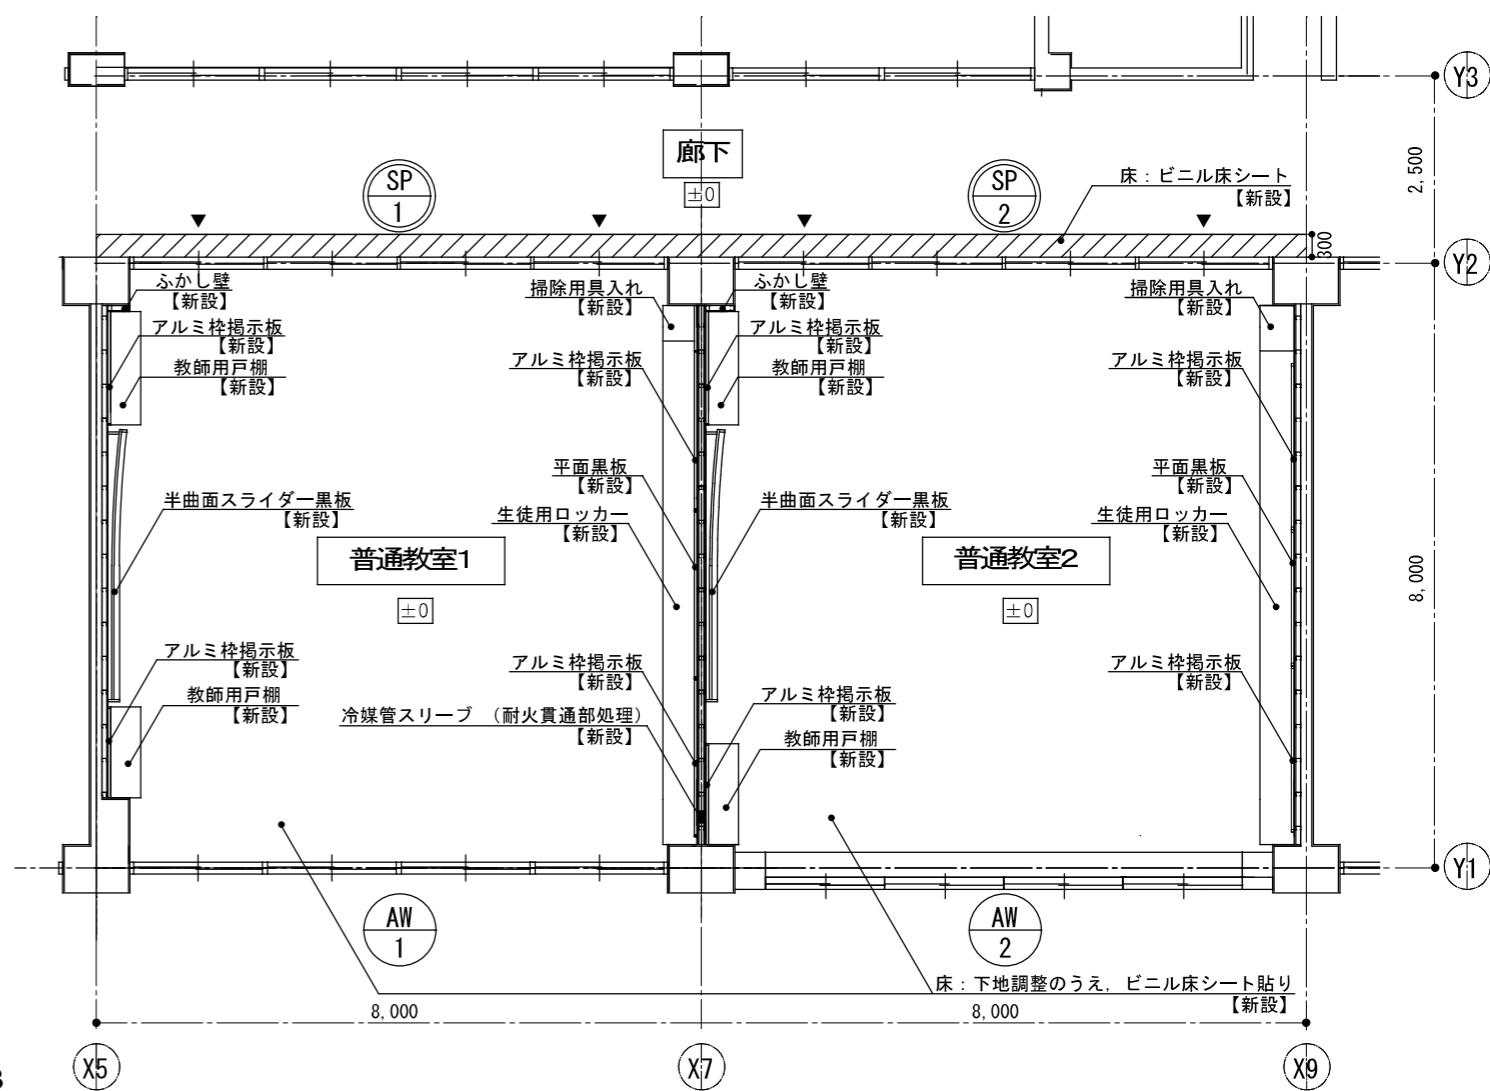 Y3
廊下
±0
SP
1
SP
2
床：ビニル床シート
【新設】
2,500
300
Y2
ふかし壁
【新設】
掃除用具入れ
【新設】
ふかし壁
【新設】
掃除用具入れ
【新設】
アルミ枠掲示板
【新設】
アルミ枠掲示板
【新設】
教師用戸棚
【新設】
アルミ枠掲示板
【新設】
教師用戸棚
【新設】
アルミ枠掲示板
【新設】
平面黒板
【新設】
平面黒板
【新設】
半曲面スライダー黒板
【新設】
生徒用ロッカー
【新設】
半曲面スライダー黒板
【新設】
生徒用ロッカー
【新設】
普通教室1
±0
普通教室2
±0
8,000
アルミ枠掲示板
【新設】
アルミ枠掲示板
【新設】
アルミ枠掲示板
【新設】
教師用戸棚
【新設】
アルミ枠掲示板
【新設】
冷媒管スリーブ （耐火貫通部処理）
【新設】
教師用戸棚
【新設】
Y1
AW
1
AW
2
床：下地調整のうえ，ビニル床シート貼り
【新設】
8,000
8,000
X5
X7
X9